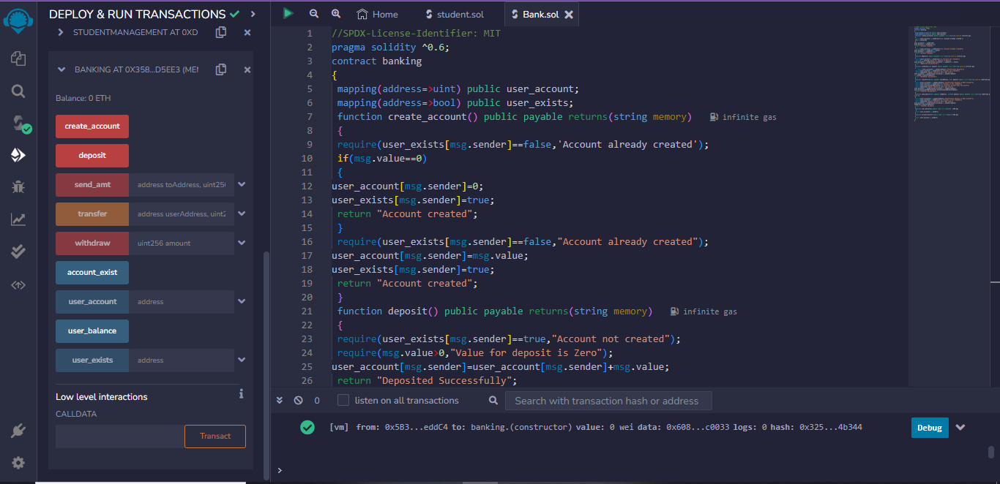 DEPLOY & RUN TRANSACTIONS
STUDENTMANAGEMENT AT 0XD
BANKING AT 0X358...D5EE3 (MEM
Balance: 0 ETH
create_account
deposit
send_amt address toAddress, uint256
transfer address userAddress, uint2
withdraw uint256 amount
account_exist
user_account address
user_balance
user_exists address
Low level interactions
i
CALLDATA
Transact
Home student.sol Bank.sol
1 //SPDX-License-Identifier: MIT
2 pragma solidity ^0.6;
3 contract banking
4 {
5 mapping(address=>uint) public user_account;
6 mapping(address=>bool) public user_exists;
7 function create_account() public payable returns(string memory) infinite gas
8 {
9 require(user_exists[msg.sender]==false,'Account already created');
10 if(msg.value==0)
11 {
12 user_account[msg.sender]=0;
13 user_exists[msg.sender]=true;
14 return "Account created";
15 }
16 require(user_exists[msg.sender]==false,"Account already created");
17 user_account[msg.sender]=msg.value;
18 user_exists[msg.sender]=true;
19 return "Account created";
20 }
21 function deposit() public payable returns(string memory) infinite gas
22 {
23 require(user_exists[msg.sender]==true,"Account not created");
24 require(msg.value>0,"Value for deposit is Zero");
25 user_account[msg.sender]=user_account[msg.sender]+msg.value;
26 return "Deposited Successfully";
0 listen on all transactions Search with transaction hash or address
[vm] from: 0x5B3...eddC4 to: banking.(constructor) value: 0 wei data: 0x608...c0033 logs: 0 hash: 0x325...4b344 Debug
>